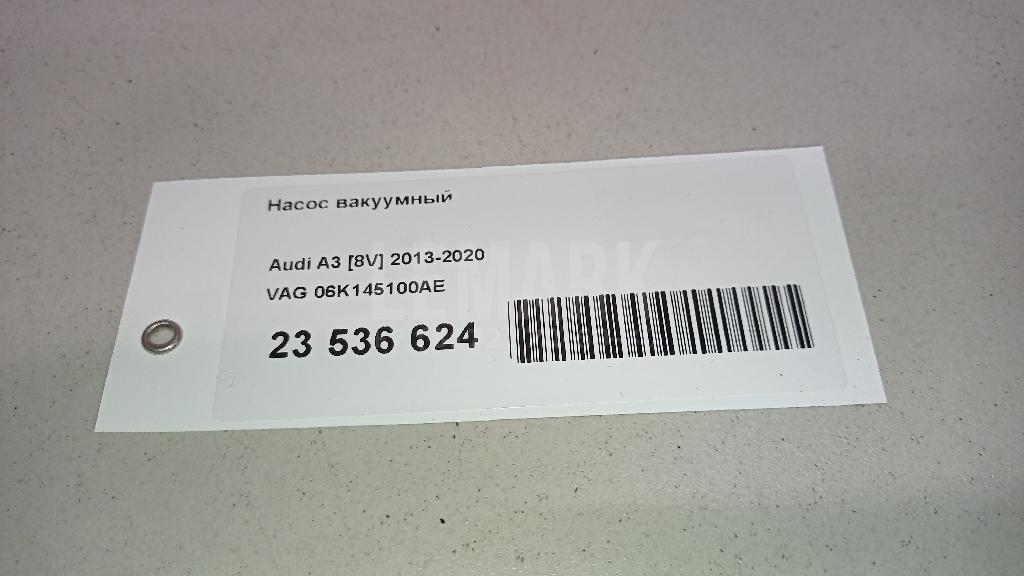 Насос вакуумный
Audi A3 [8V] 2013-2020
VAG 06K145100AE
23 536 624